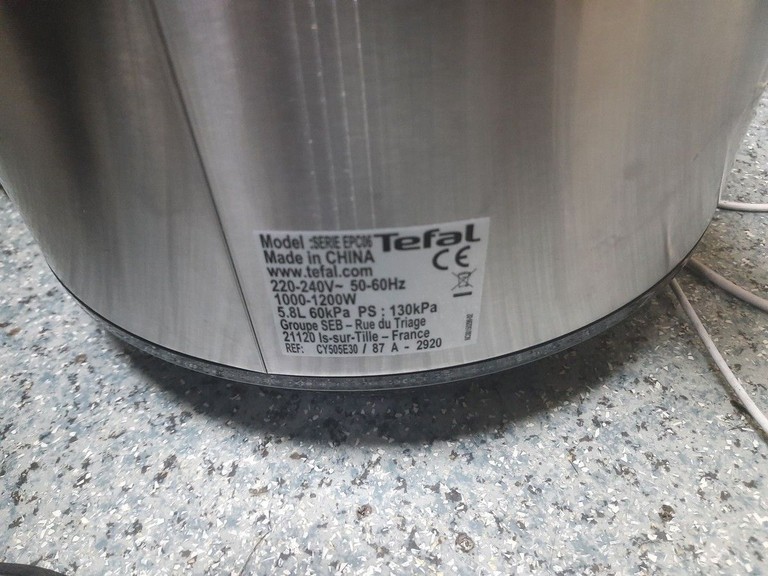 Model :SERIE EPC06 Tefal
Made in CHINA
www.tefal.com CE
220-240V~ 50-60Hz
1000-1200W
5.8L 60kPa PS : 130kPa
Groupe SEB – Rue du Triage
21120 Is-sur-Tille – France
REF: CY505E30 / 87 A - 2920